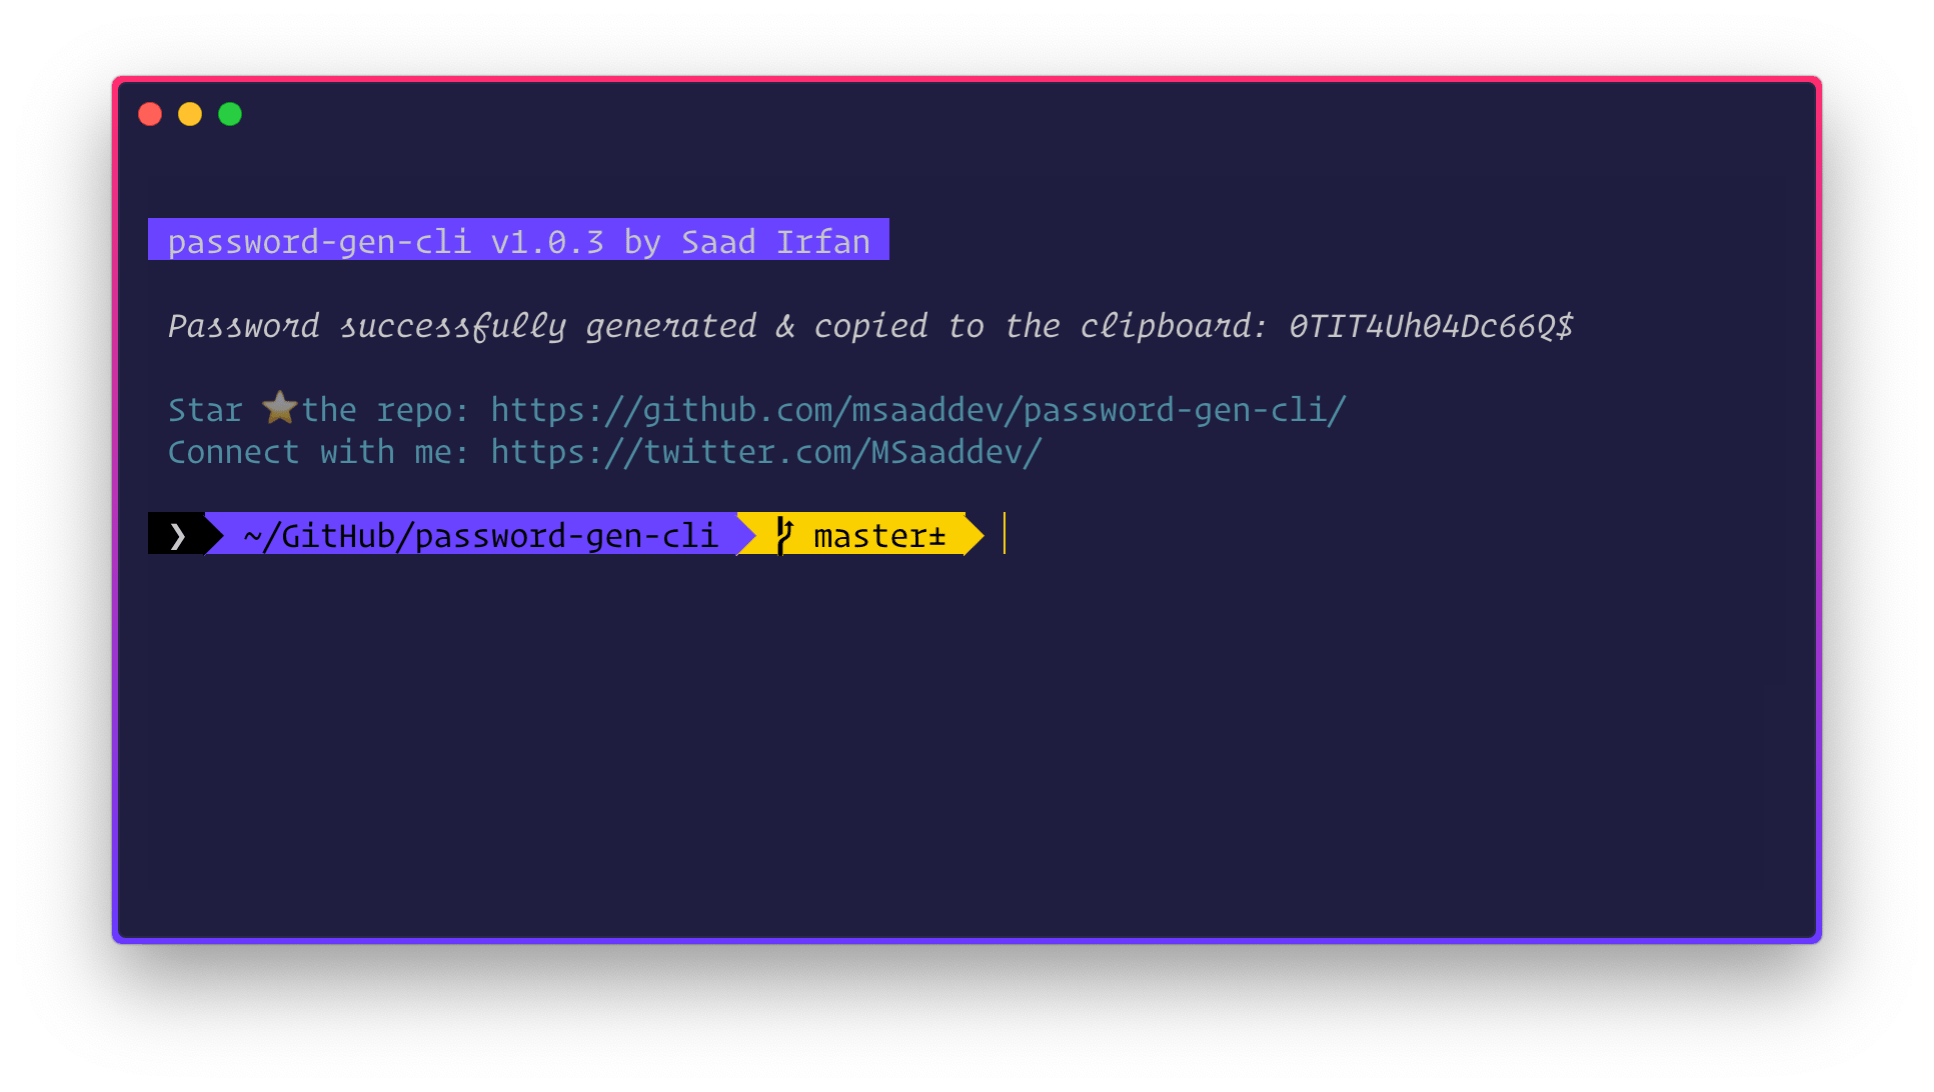 password-gen-cli v1.0.3 by Saad Irfan
Password successfully generated & copied to the clipboard: 0TIT4Uh04Dc66Q$
Star ⭐the repo: https://github.com/msaaddev/password-gen-cli/
Connect with me: https://twitter.com/MSaaddev/
❯ ~/GitHub/password-gen-cli master±